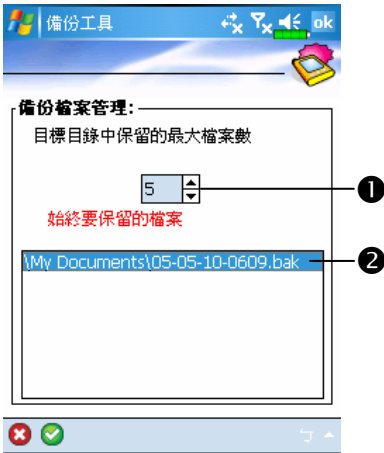 備份工具 ok
備份檔案管理:
目標目錄中保留的最大檔案數
5
❶
始終要保留的檔案
\My Documents\05-05-10-0609.bak
❷
ㄅ